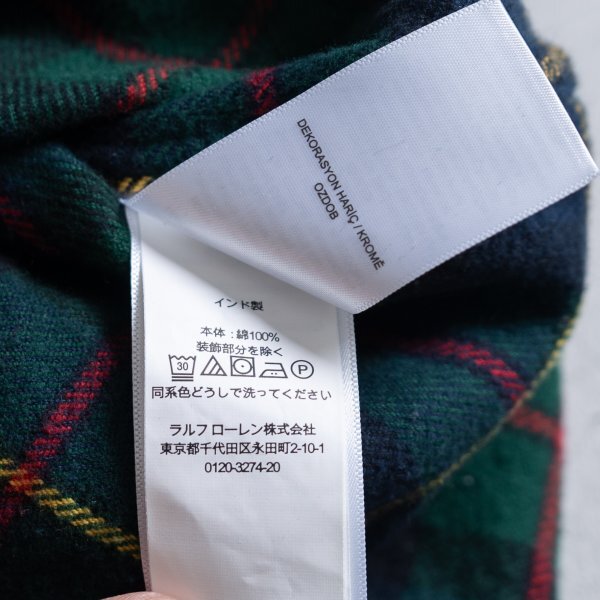 DEKORASYON HARİÇ / KROMĚ
OZDOB
インド製
本体 : 綿100%
装飾部分を除く
30
P
同系色どうしで洗ってください
ラルフ ローレン株式会社
東京都千代田区永田町2-10-1
0120-3274-20